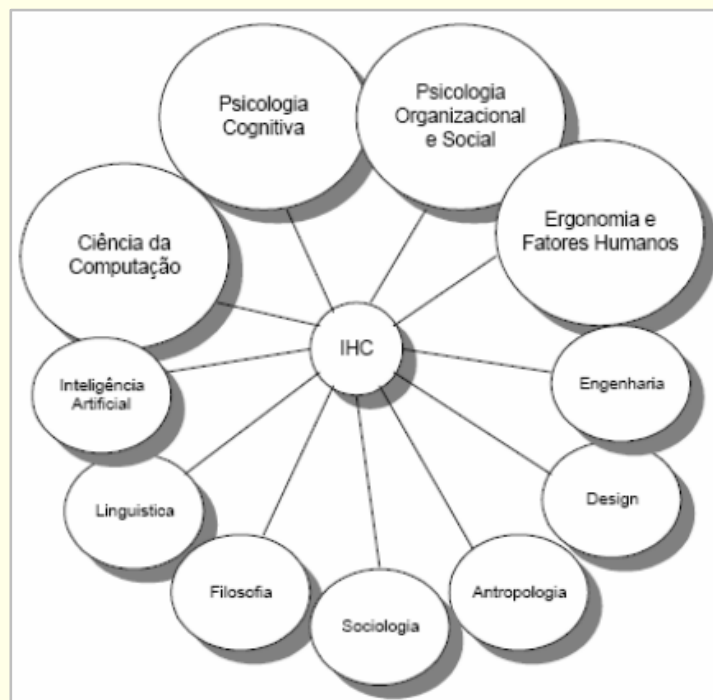 Psicologia
Cognitiva
Psicologia
Organizacional
e Social
Ergonomia e
Fatores Humanos
Ciência da
Computação
IHC
Inteligência
Artificial
Engenharia
Linguistica
Design
Filosofia
Antropologia
Sociologia